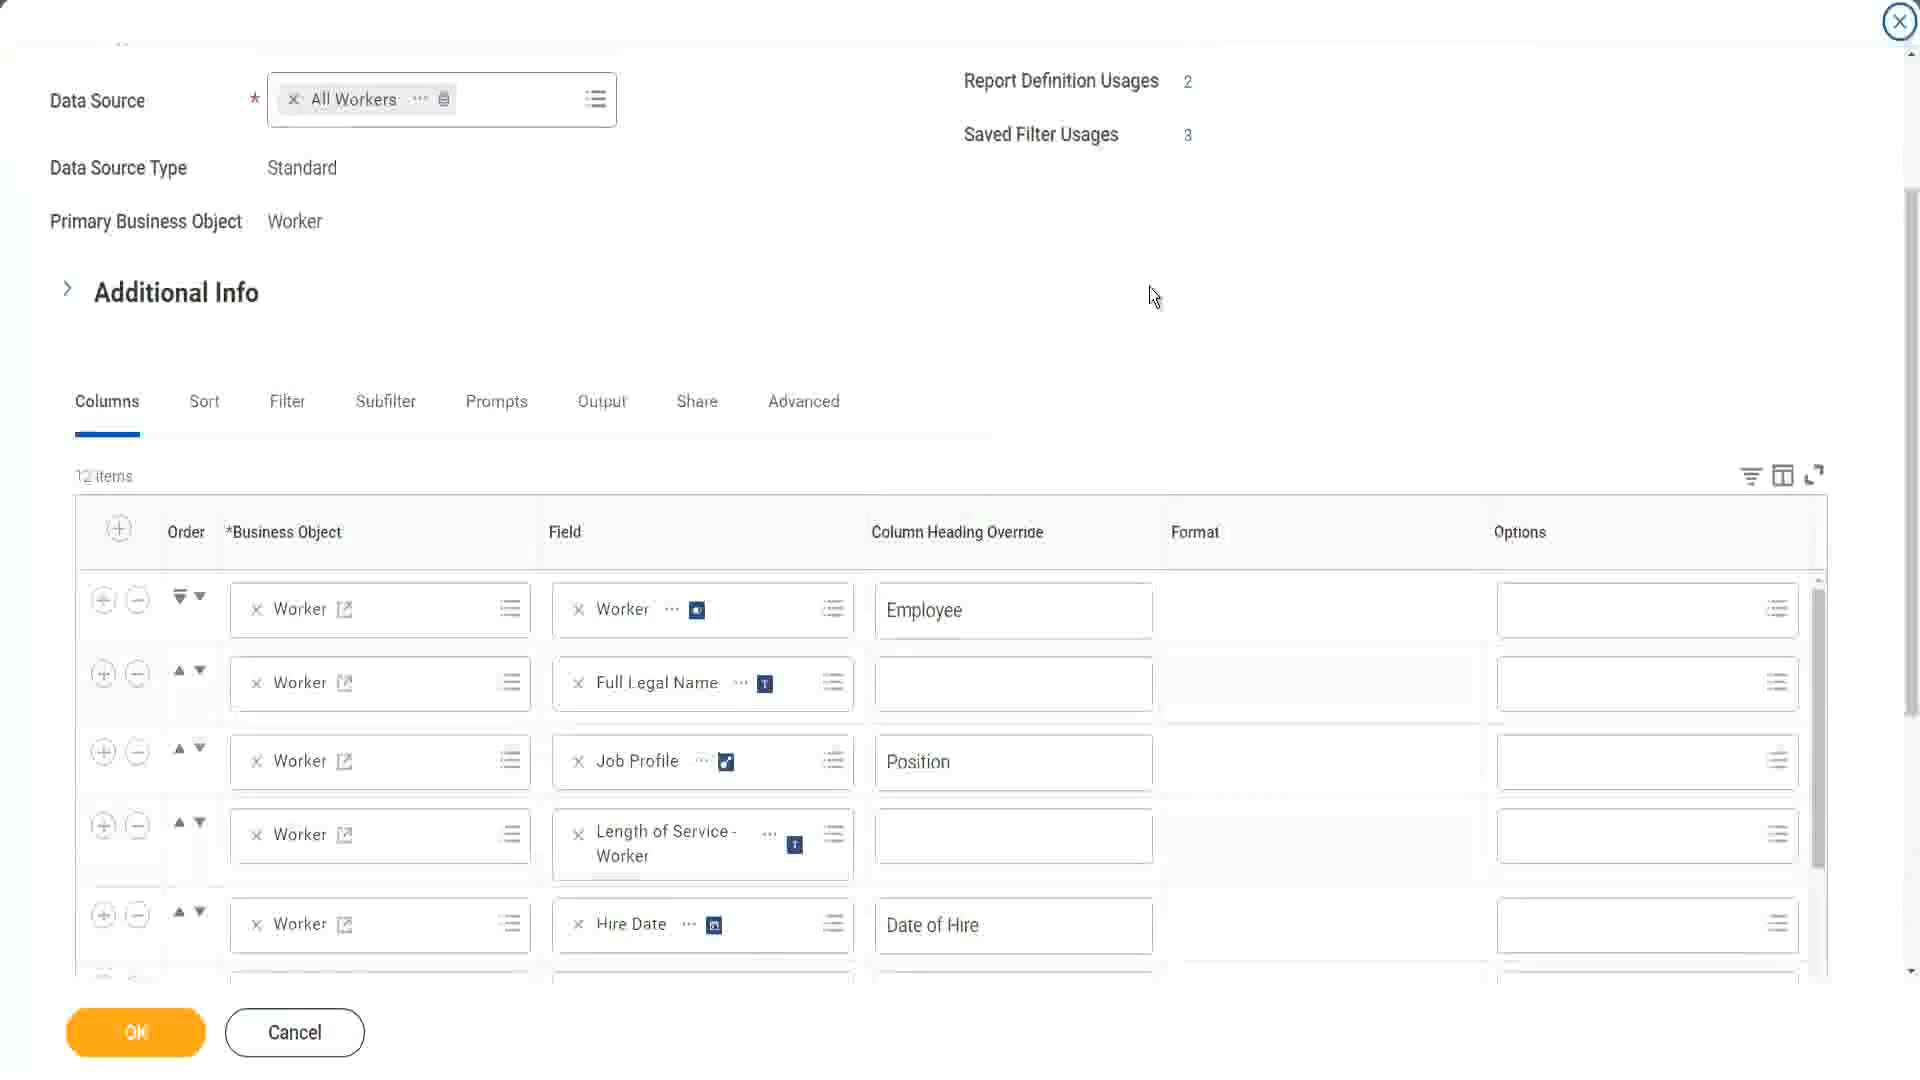 Data Source * All Workers
Report Definition Usages 2
Saved Filter Usages 3
Data Source Type Standard
Primary Business Object Worker
Additional Info
Columns Sort Filter Subfilter Prompts Output Share Advanced
12 items
Order *Business Object Field Column Heading Override Format Options
Worker Worker Employee
Worker Full Legal Name T
Worker Job Profile Position
Worker Length of Service - Worker T
Worker Hire Date Date of Hire
OK Cancel